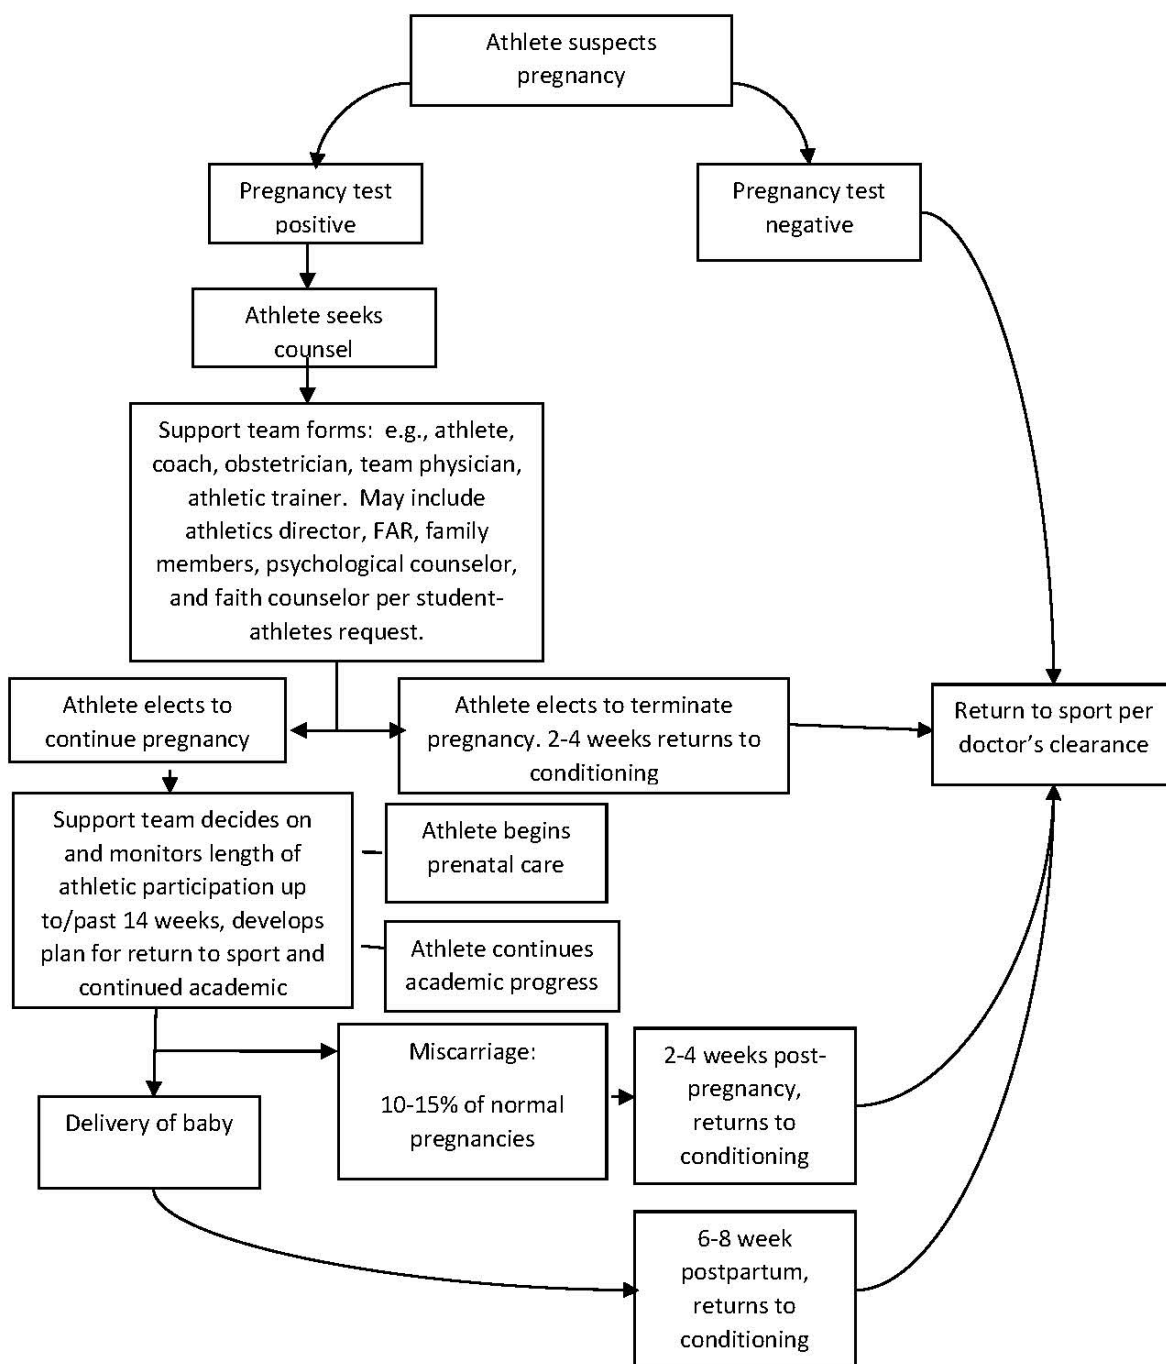 Athlete suspects
pregnancy
Pregnancy test
positive
Pregnancy test
negative
Athlete seeks
counsel
Support team forms:  e.g., athlete,
coach, obstetrician, team physician,
athletic trainer.  May include
athletics director, FAR, family
members, psychological counselor,
and faith counselor per student-
athletes request.
Athlete elects to
continue pregnancy
Athlete elects to terminate
pregnancy. 2-4 weeks returns to
conditioning
Return to sport per
doctor’s clearance
Support team decides on
and monitors length of
athletic participation up
to/past 14 weeks, develops
plan for return to sport and
continued academic
Athlete begins
prenatal care
Athlete continues
academic progress
Miscarriage:
10-15% of normal
pregnancies
2-4 weeks post-
pregnancy,
returns to
conditioning
Delivery of baby
6-8 week
postpartum,
returns to
conditioning